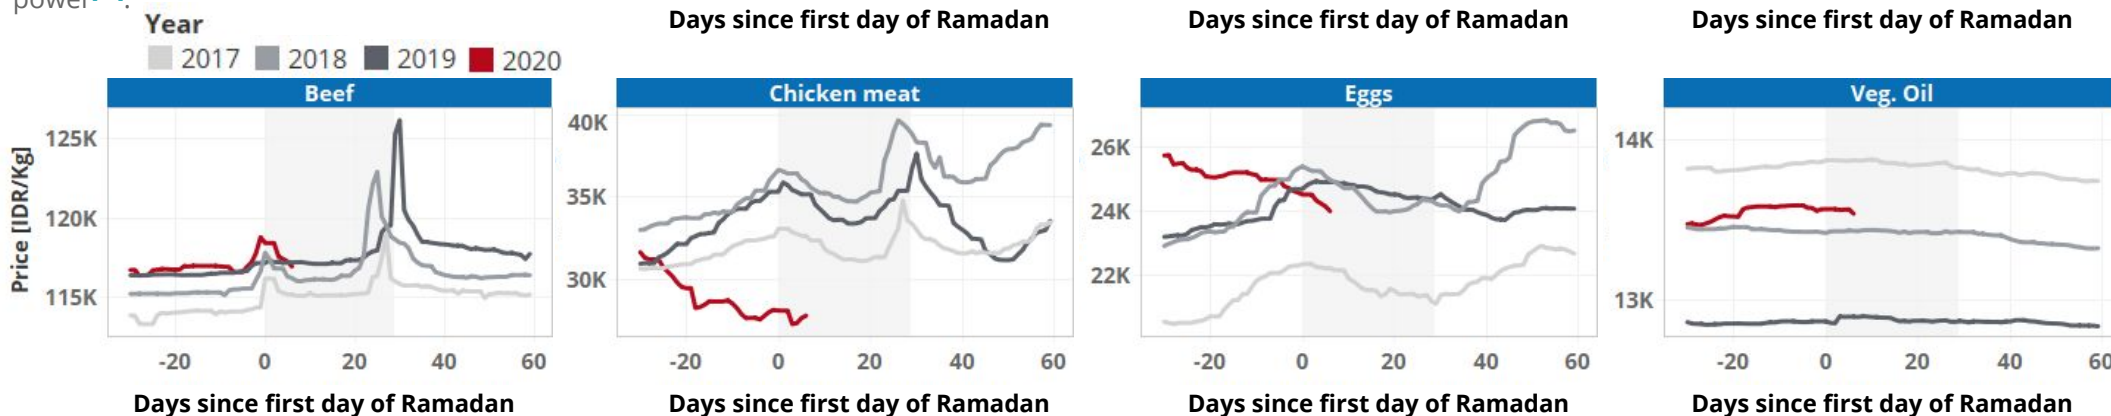 power
Days since first day of Ramadan
Days since first day of Ramadan
Days since first day of Ramadan
Year
2017 2018 2019 2020
Beef
Price [IDR/Kg]
125K
120K
115K
-20 0 20 40 60
Days since first day of Ramadan
Chicken meat
40K
35K
30K
-20 0 20 40 60
Days since first day of Ramadan
Eggs
26K
24K
22K
-20 0 20 40 60
Days since first day of Ramadan
Veg. Oil
14K
13K
-20 0 20 40 60
Days since first day of Ramadan